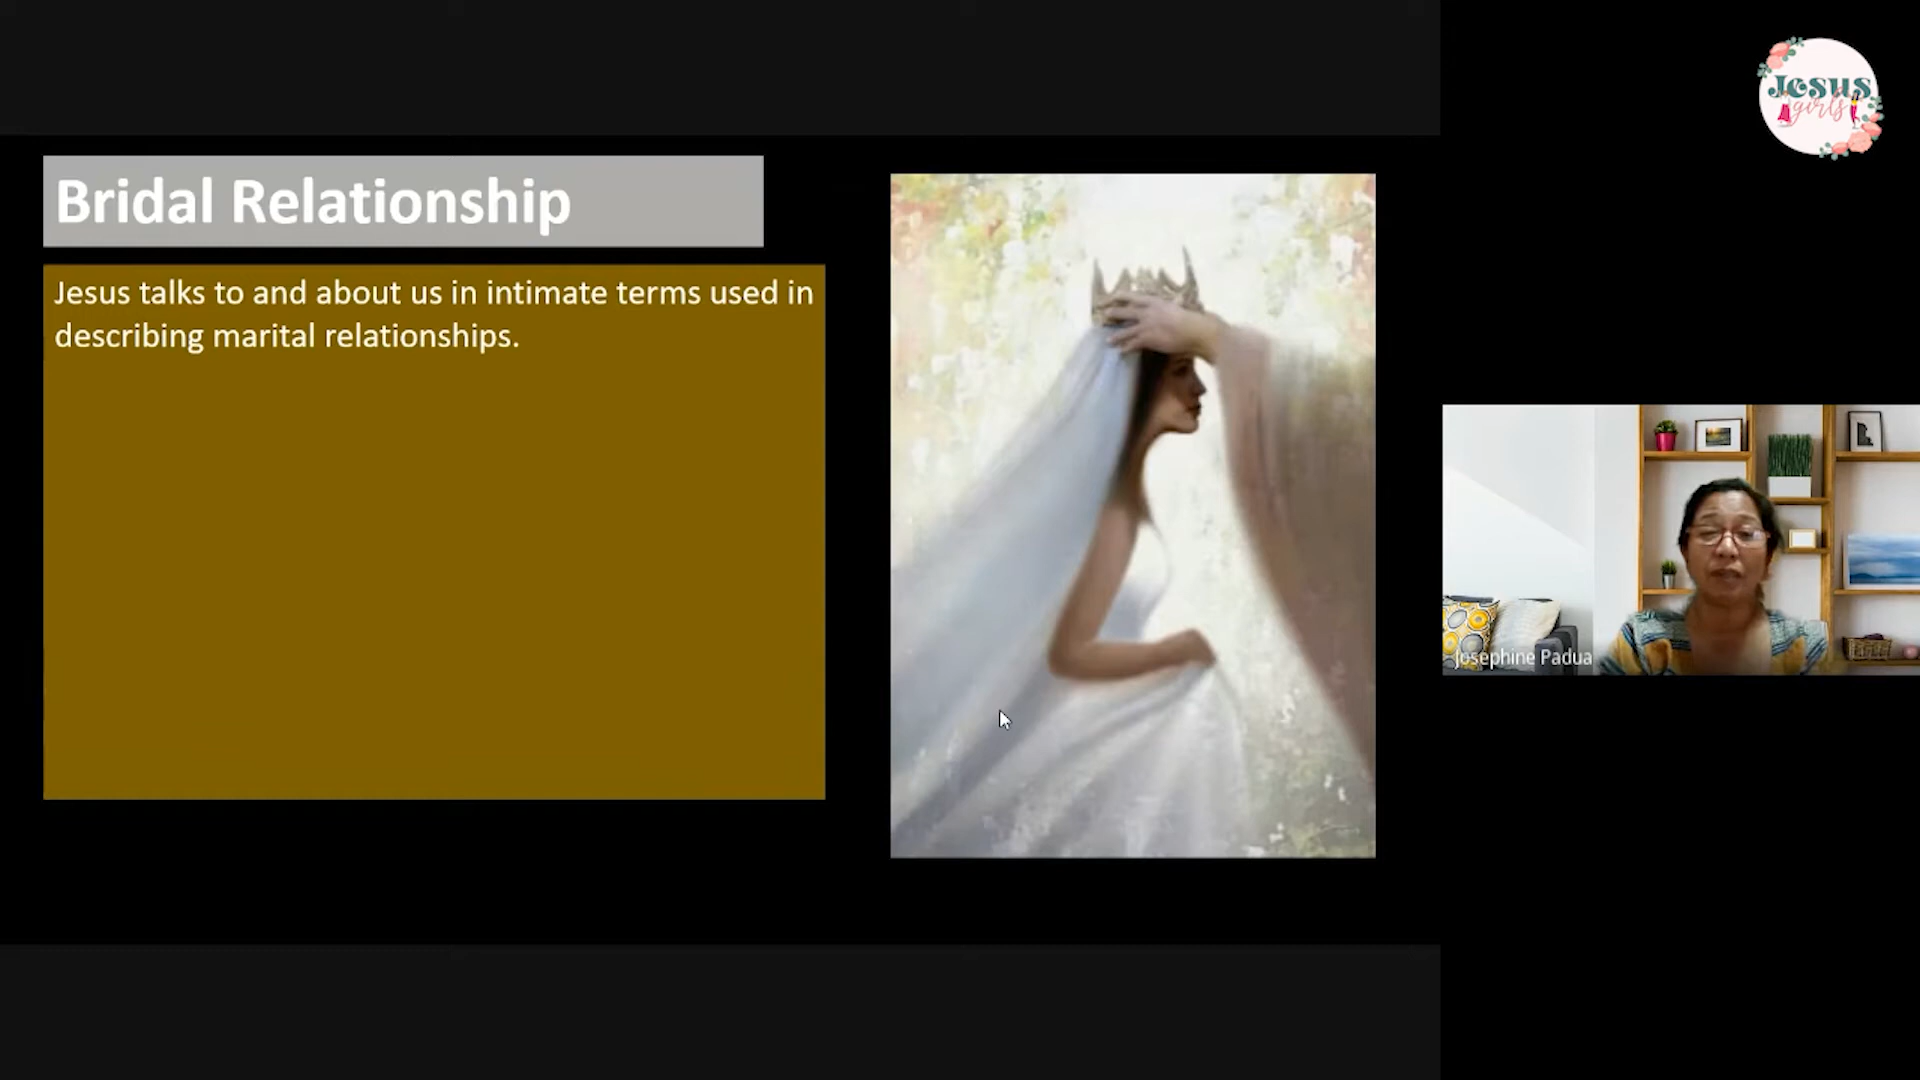 Jesus
girls
Bridal Relationship
Jesus talks to and about us in intimate terms used in
describing marital relationships.
Josephine Padua